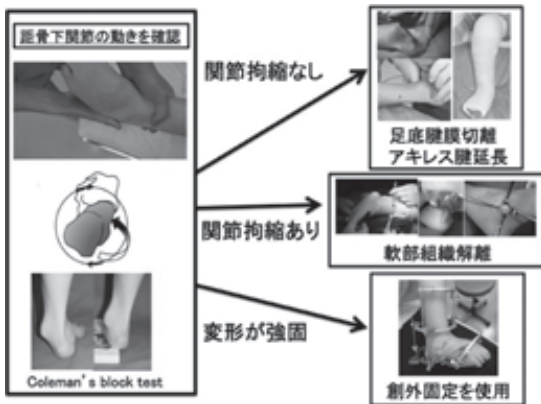 距骨下関節の動きを確認
Coleman's block test
関節拘縮なし
足底腱膜切離
アキレス腱延長
関節拘縮あり
軟部組織解離
変形が強固
創外固定を使用